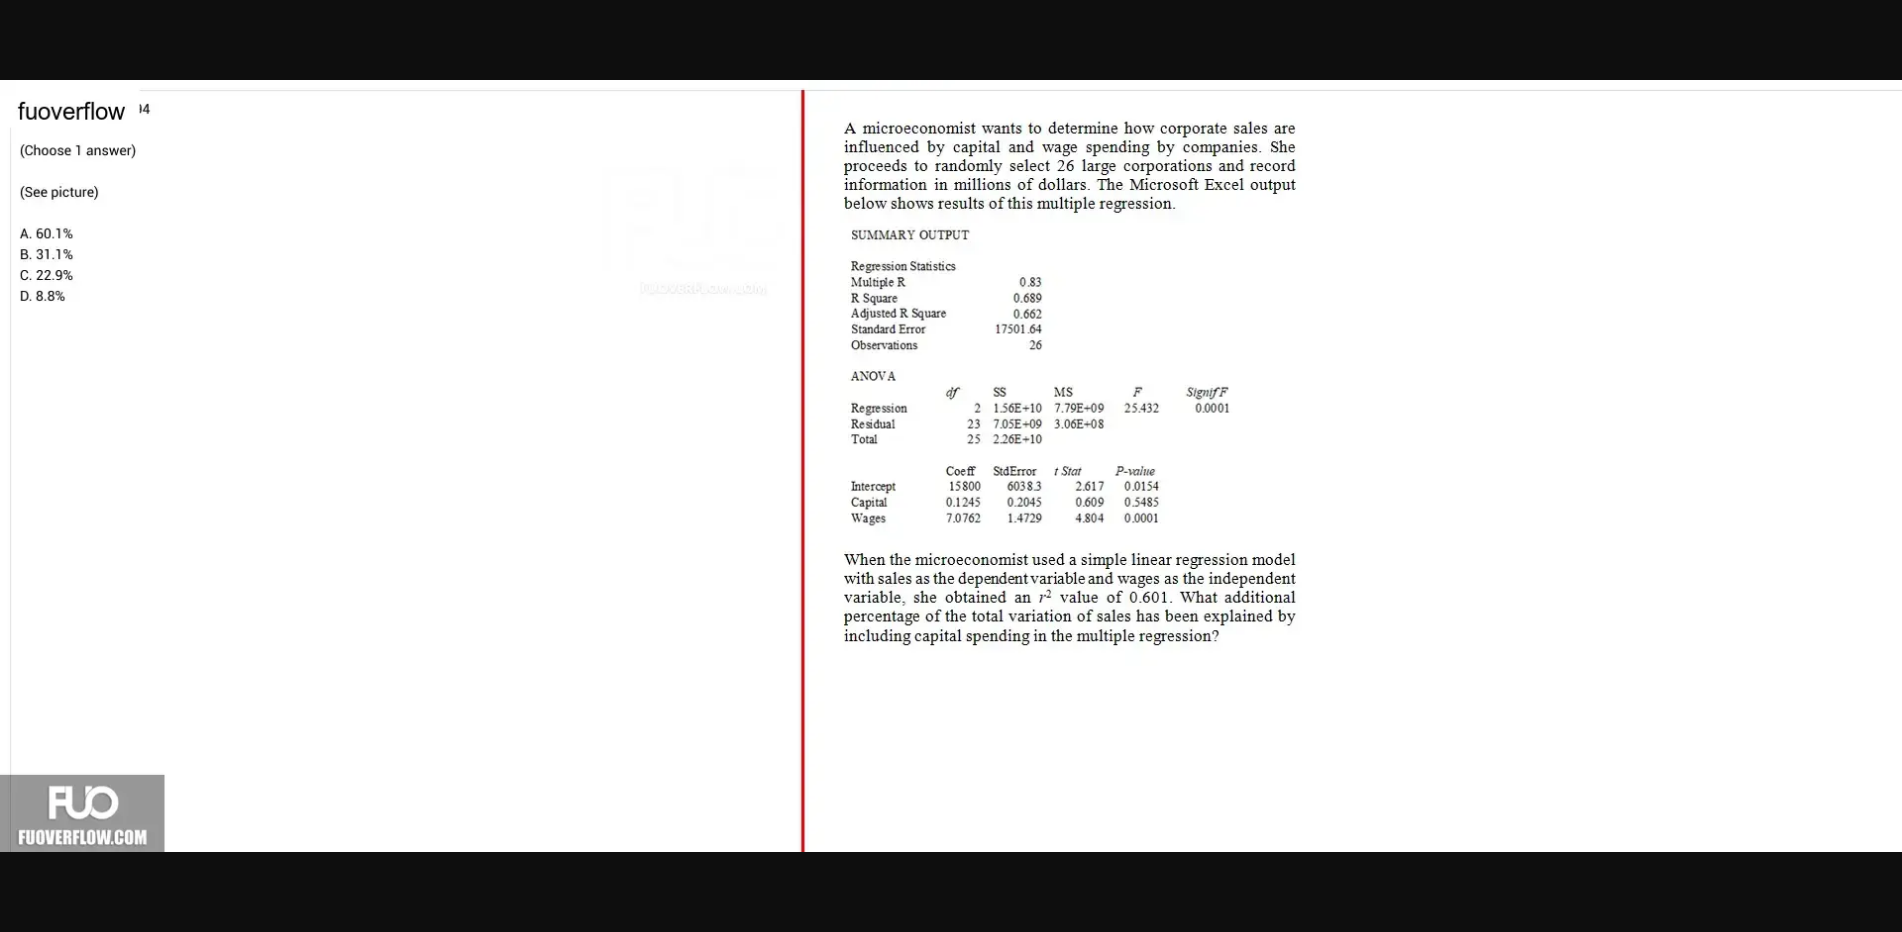 fuoverflow
(Choose 1 answer)
(See picture)
A. 60.1%
B. 31.1%
C. 22.9%
D. 8.8%
FUOVERFLOW.COM
FUO
FUOVERFLOW.COM
A microeconomist wants to determine how corporate sales are
influenced by capital and wage spending by companies. She
proceeds to randomly select 26 large corporations and record
information in millions of dollars. The Microsoft Excel output
below shows results of this multiple regression.
SUMMARY OUTPUT
Regression Statistics
Multiple R 0.83
R Square 0.689
Adjusted R Square 0.662
Standard Error 17501.64
Observations 26
ANOVA
df SS MS F Signif F
Regression 2 1.56E+10 7.79E+09 25.432 0.0001
Residual 23 7.05E+09 3.06E+08
Total 25 2.26E+10
Coeff StdError t Stat P-value
Intercept 15800 6038.3 2.617 0.0154
Capital 0.1245 0.2045 0.609 0.5485
Wages 7.0762 1.4729 4.804 0.0001
When the microeconomist used a simple linear regression model
with sales as the dependent variable and wages as the independent
variable, she obtained an r² value of 0.601. What additional
percentage of the total variation of sales has been explained by
including capital spending in the multiple regression?